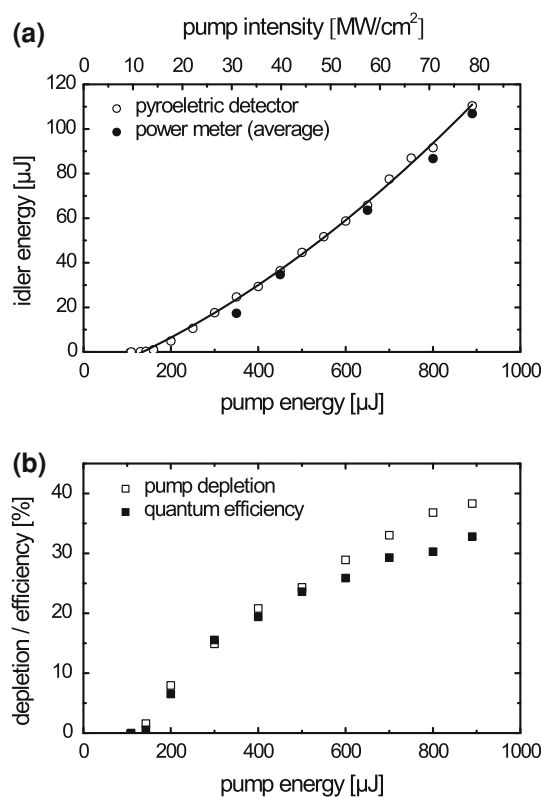 (a)
pump intensity [MW/cm²]
0 10 20 30 40 50 60 70 80 90
120
100
80
60
40
20
0
idler energy [µJ]
pyroeletric detector
power meter (average)
0 200 400 600 800 1000
pump energy [µJ]
(b)
40
30
20
10
0
depletion / efficiency [%]
pump depletion
quantum efficiency
0 200 400 600 800 1000
pump energy [µJ]